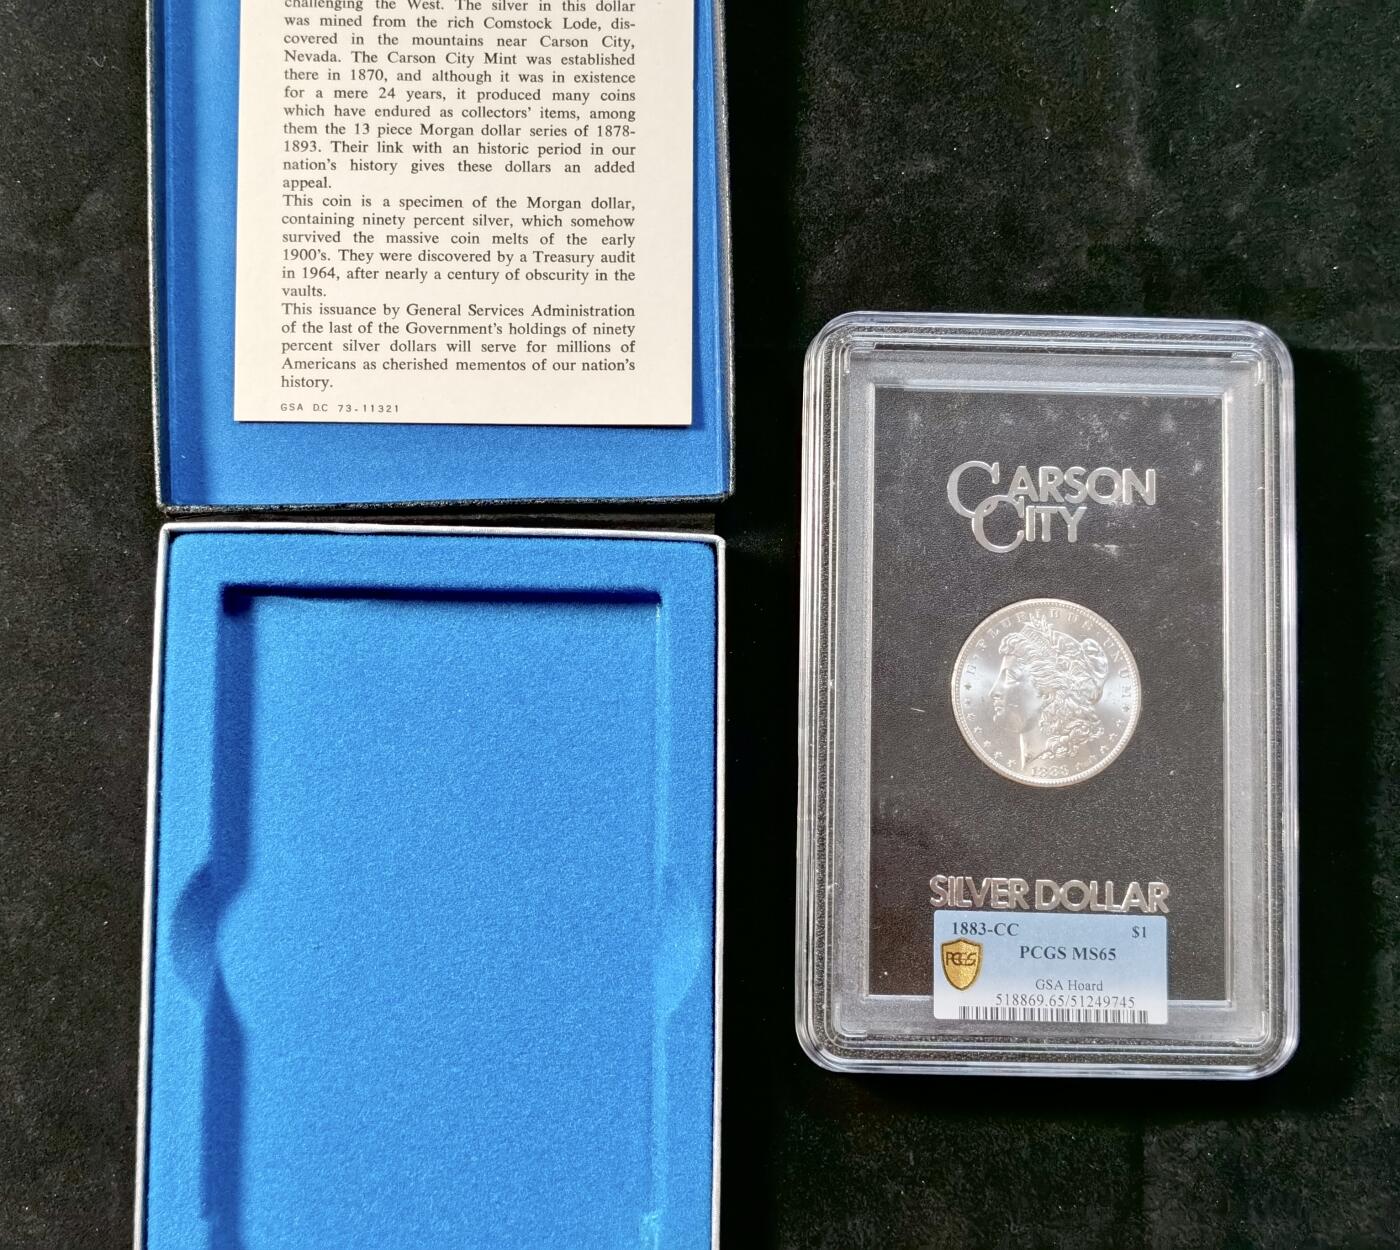 challenging the West. The silver in this dollar
was mined from the rich Comstock Lode, dis-
covered in the mountains near Carson City,
Nevada. The Carson City Mint was established
there in 1870, and although it was in existence
for a mere 24 years, it produced many coins
which have endured as collectors' items, among
them the 13 piece Morgan dollar series of 1878-
1893. Their link with an historic period in our
nation's history gives these dollars an added
appeal.
This coin is a specimen of the Morgan dollar,
containing ninety percent silver, which somehow
survived the massive coin melts of the early
1900's. They were discovered by a Treasury audit
in 1964, after nearly a century of obscurity in the
vaults.
This issuance by General Services Administration
of the last of the Government's holdings of ninety
percent silver dollars will serve for millions of
Americans as cherished mementos of our nation's
history.
GSA DC 73-11321
CARSON
CITY
E·PLURIBUS·UNUM
1883
SILVER DOLLAR
1883-CC $1
PCGS MS65
PCGS
GSA Hoard
518869.65/51249745